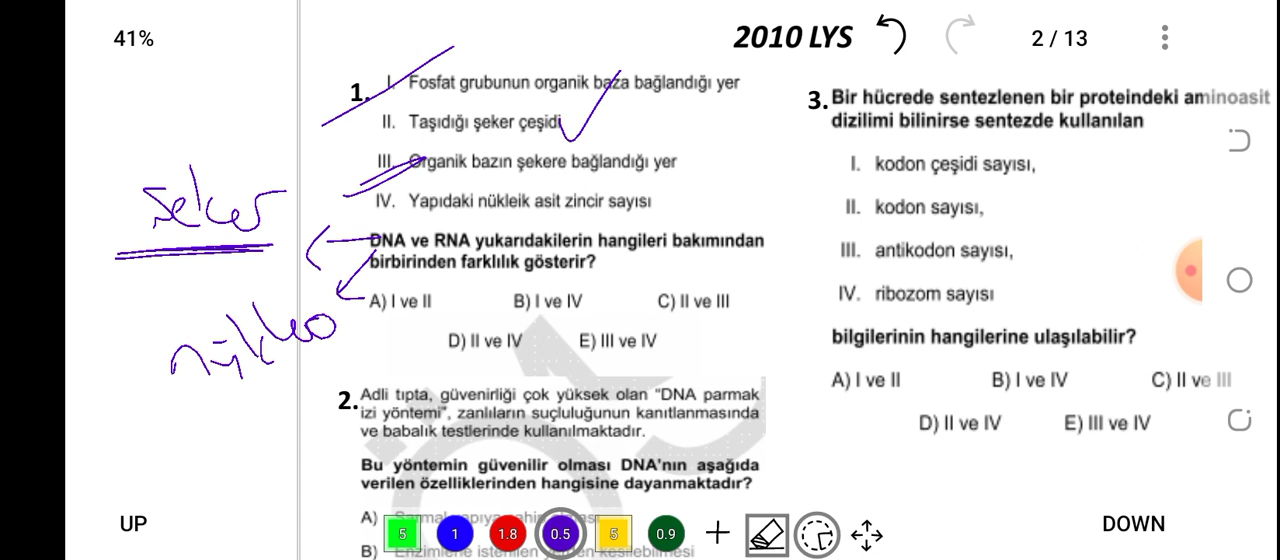 41%
2010 LYS
2 / 13
1.
I. Fosfat grubunun organik baza bağlandığı yer
II. Taşıdığı şeker çeşidi
III. Organik bazın şekere bağlandığı yer
IV. Yapıdaki nükleik asit zincir sayısı
DNA ve RNA yukarıdakilerin hangileri bakımından
birbirinden farklılık gösterir?
A) I ve II B) I ve IV C) II ve III
D) II ve IV E) III ve IV
şeker
nükleo
2. Adli tıpta, güvenirliği çok yüksek olan "DNA parmak
izi yöntemi", zanlıların suçluluğunun kanıtlanmasında
ve babalık testlerinde kullanılmaktadır.
Bu yöntemin güvenilir olması DNA'nın aşağıda
verilen özelliklerinden hangisine dayanmaktadır?
A) Sarmal
B) Enzimlerle istenilen kesilebilmesi
3. Bir hücrede sentezlenen bir proteindeki aminoasit
dizilimi bilinirse sentezde kullanılan
I. kodon çeşidi sayısı,
II. kodon sayısı,
III. antikodon sayısı,
IV. ribozom sayısı
bilgilerinin hangilerine ulaşılabilir?
A) I ve II B) I ve IV C) II ve III
D) II ve IV E) III ve IV
UP
5 1 1.8 0.5 5 0.9
DOWN